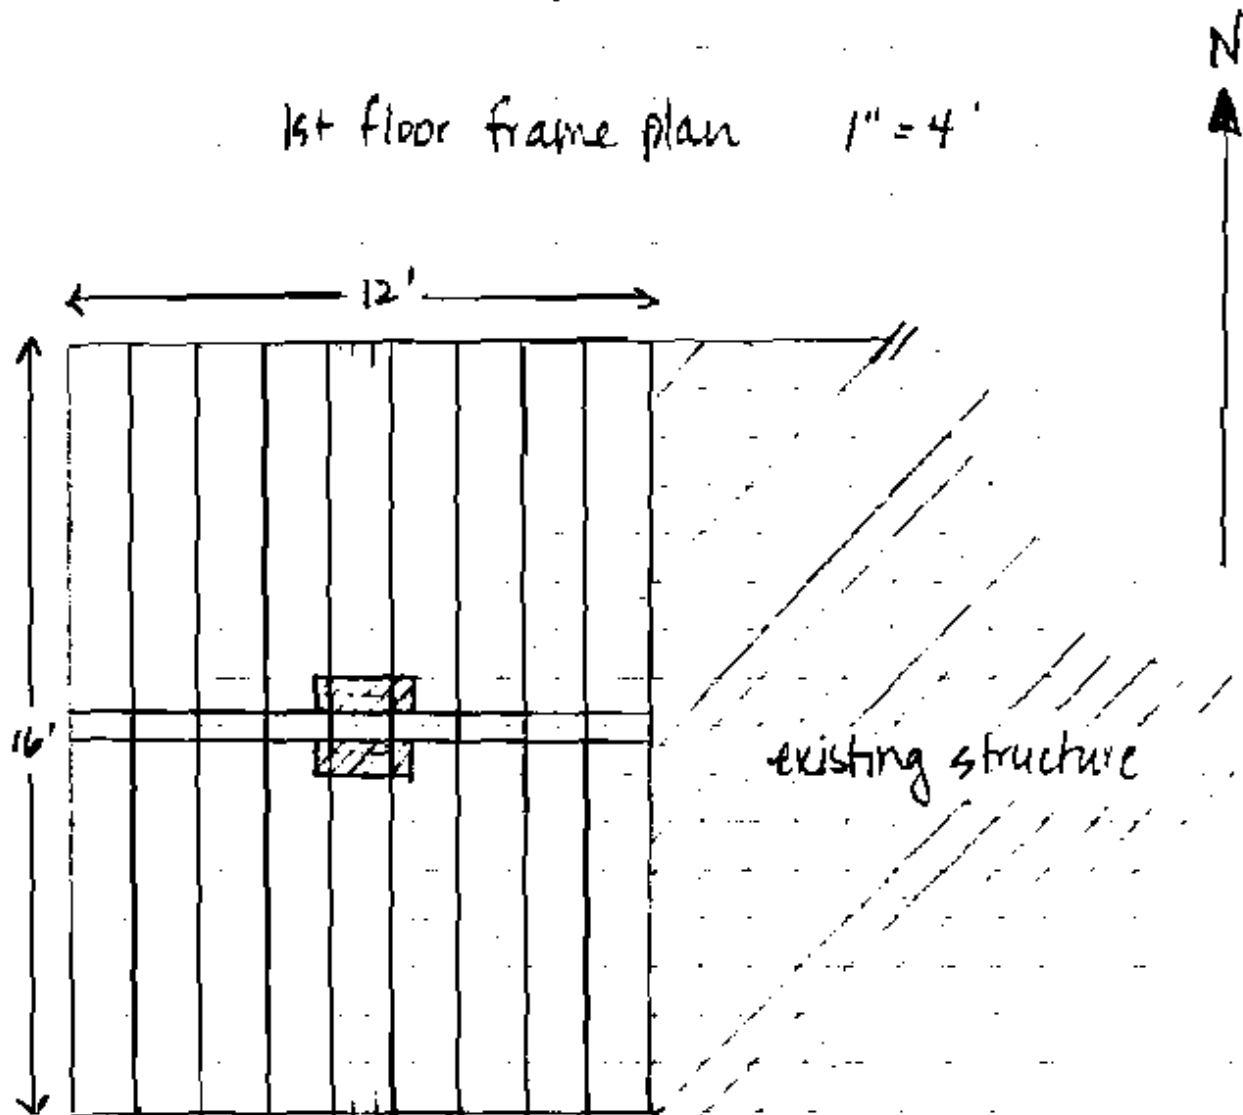 N
1st floor frame plan 1" = 4'
12'
16'
existing structure